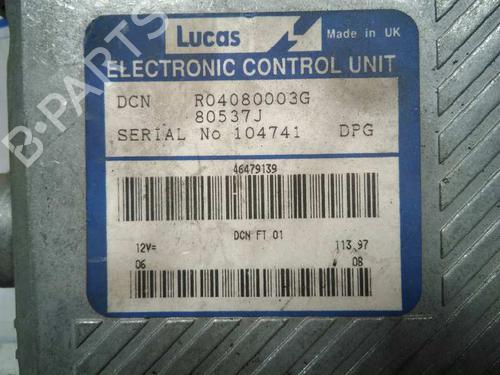 Lucas Made in UK
ELECTRONIC CONTROL UNIT
DCN R04080003G
80537J
SERIAL No 104741 DPG
46479139
DCN FT 01
12V= 113.97
06 08
B-PARTS